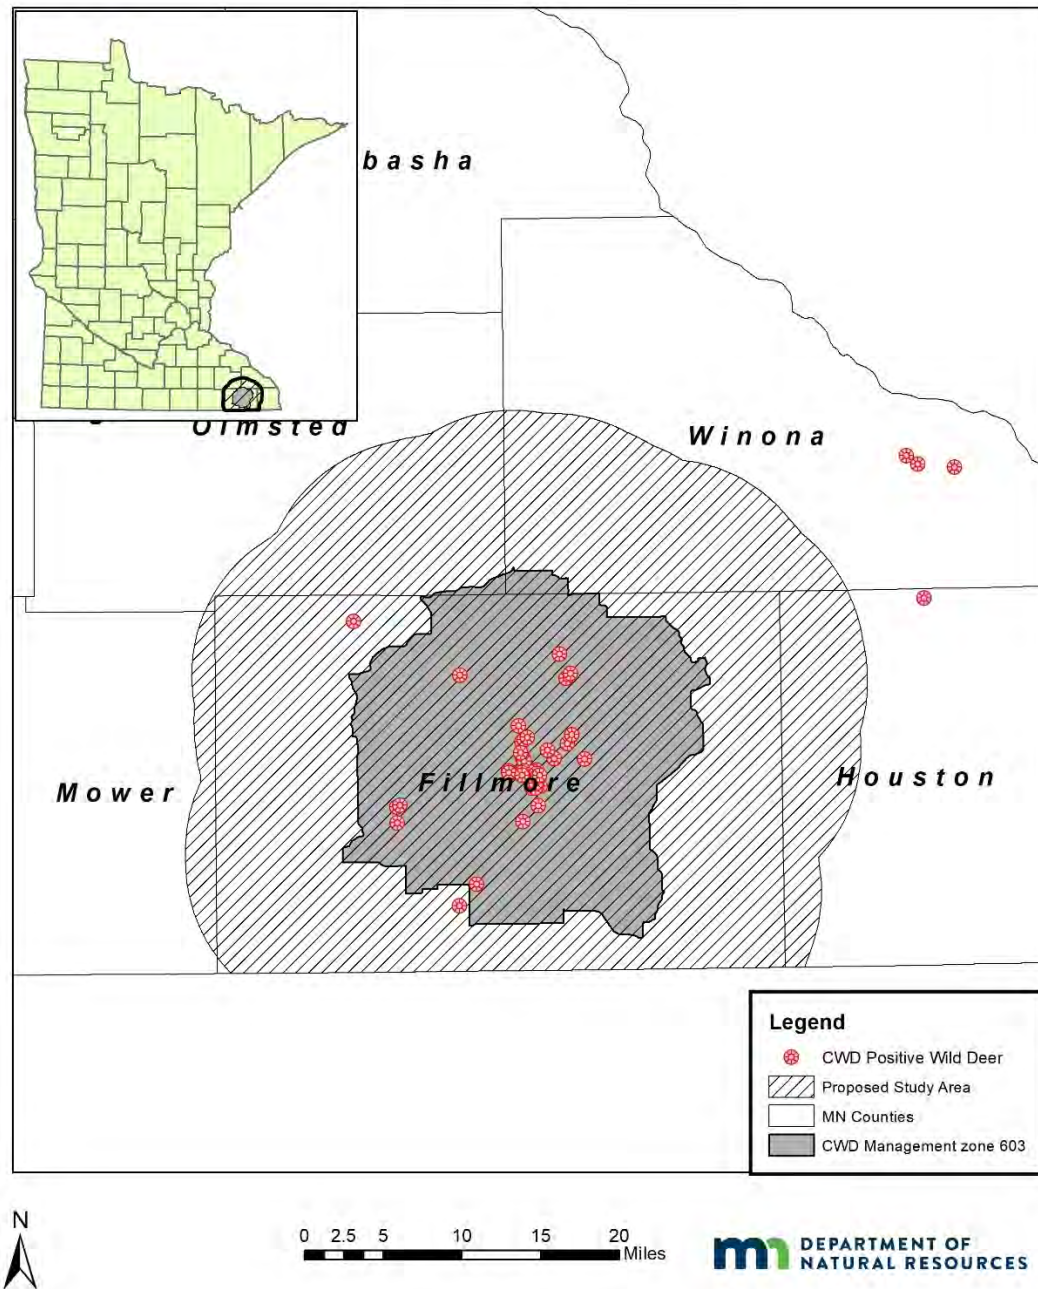 basha
Olmsted
Winona
Mower
Fillmore
Houston
Legend
CWD Positive Wild Deer
Proposed Study Area
MN Counties
CWD Management zone 603
N
0 2.5 5 10 15 20
Miles
mn DEPARTMENT OF
NATURAL RESOURCES